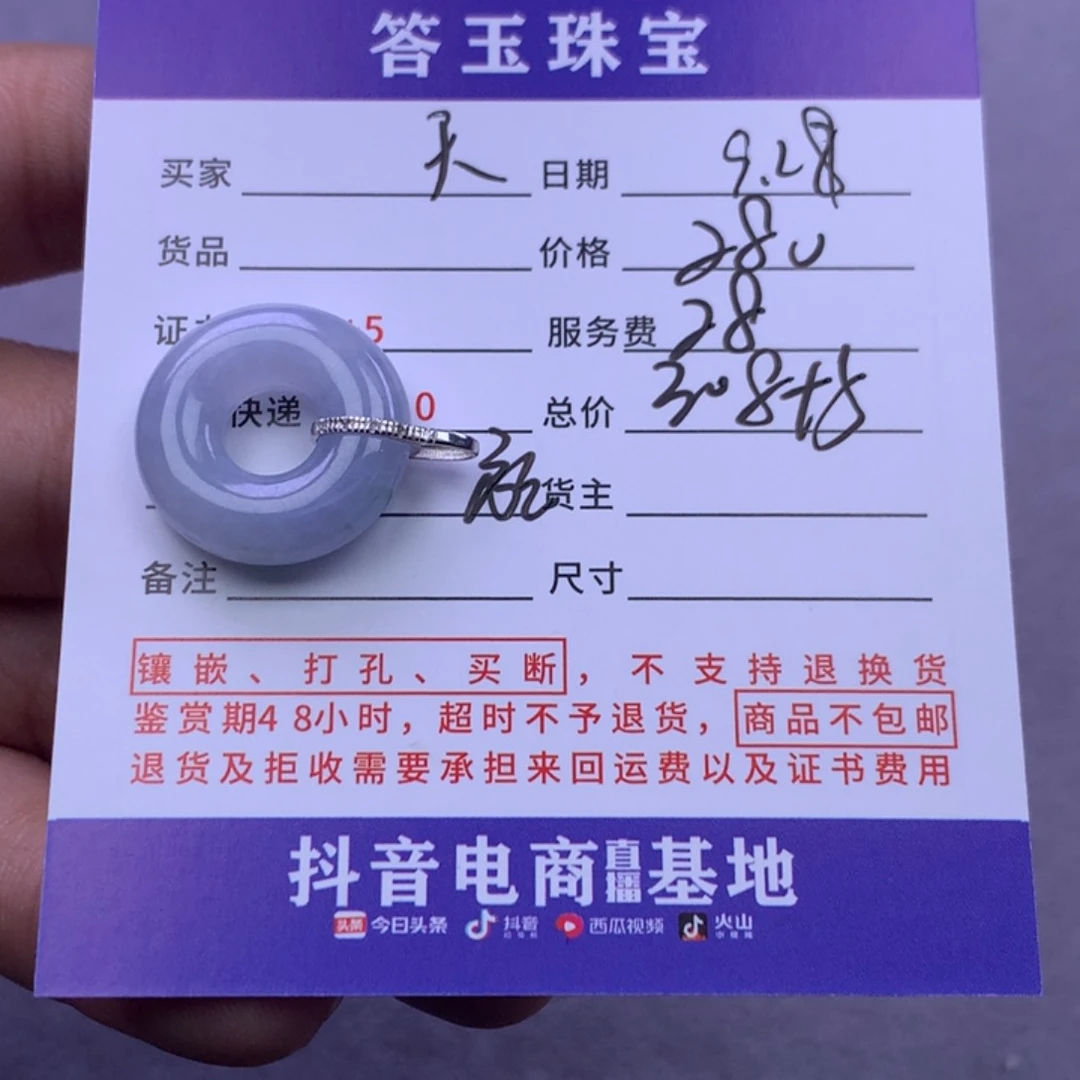 答玉珠宝
买家 天 日期 9.28
货品 价格 280
证 5 服务费 28
快递 0 总价 308
货主
备注 尺寸
镶嵌、打孔、买断,不支持退换货
鉴赏期48小时,超时不予退货,商品不包邮
退货及拒收需要承担来回运费以及证书费用
抖音电商直播基地
头条 今日头条 抖音 西瓜视频 火山